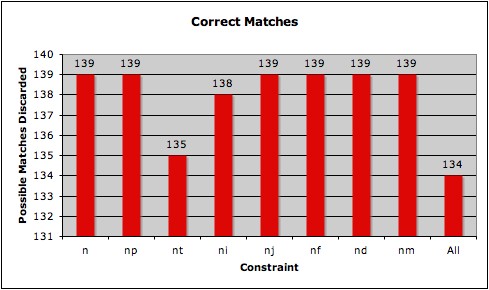 Correct Matches
Possible Matches Discarded
140
139
138
137
136
135
134
133
132
131
139 139 135 138 139 139 139 139 134
n np nt ni nj nf nd nm All
Constraint